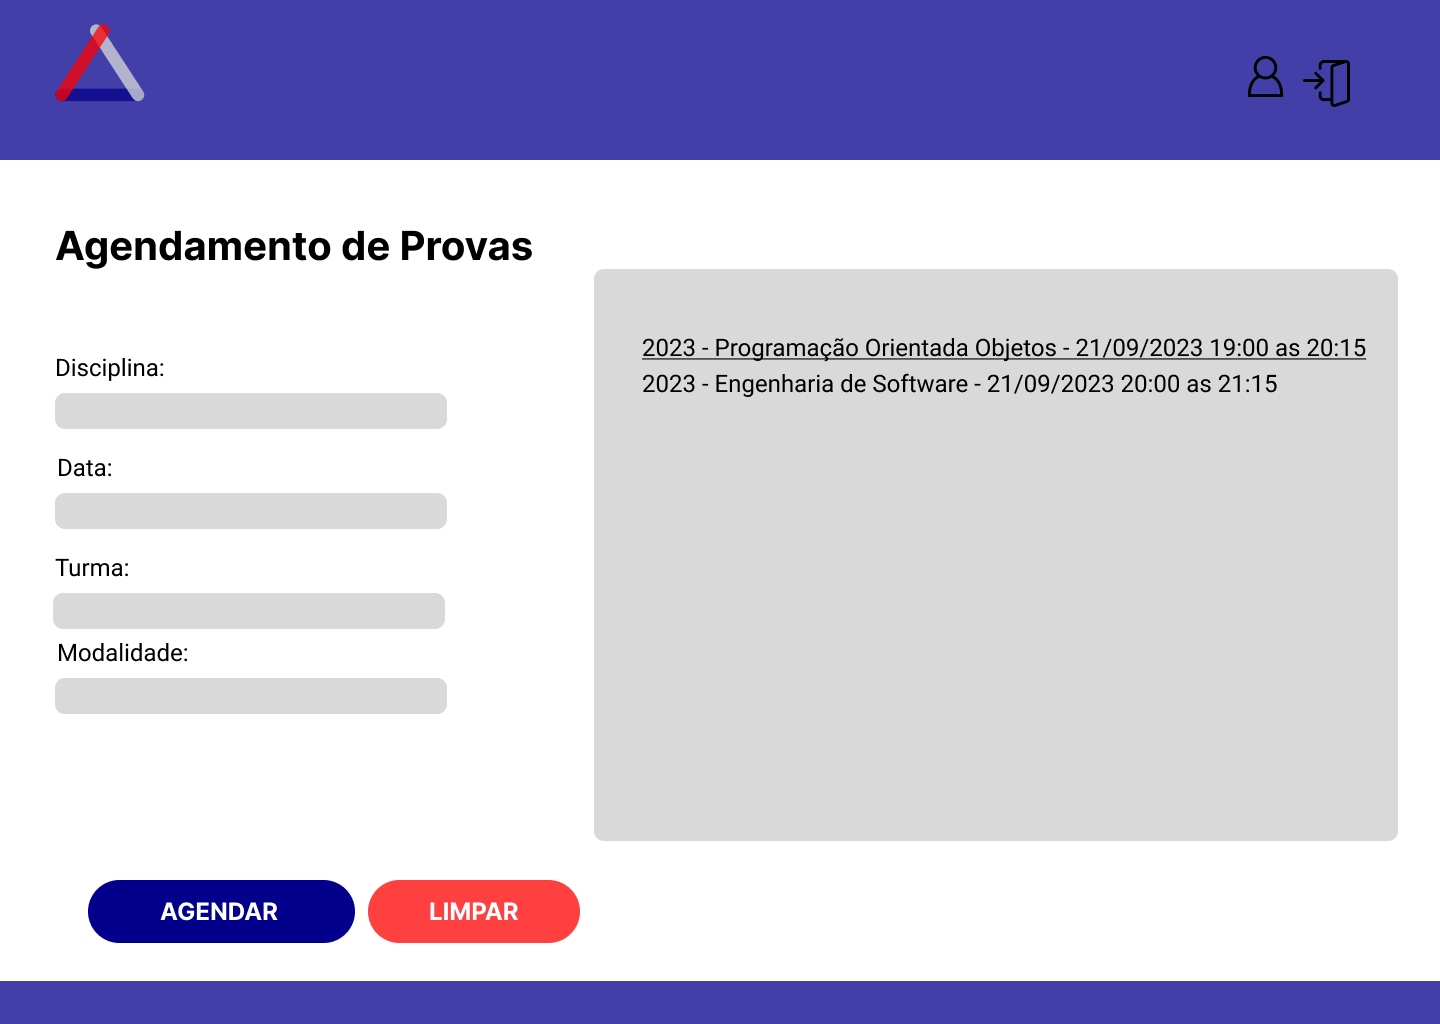 Agendamento de Provas
Disciplina:
Data:
Turma:
Modalidade:
2023 - Programação Orientada Objetos - 21/09/2023 19:00 as 20:15
2023 - Engenharia de Software - 21/09/2023 20:00 as 21:15
AGENDAR
LIMPAR